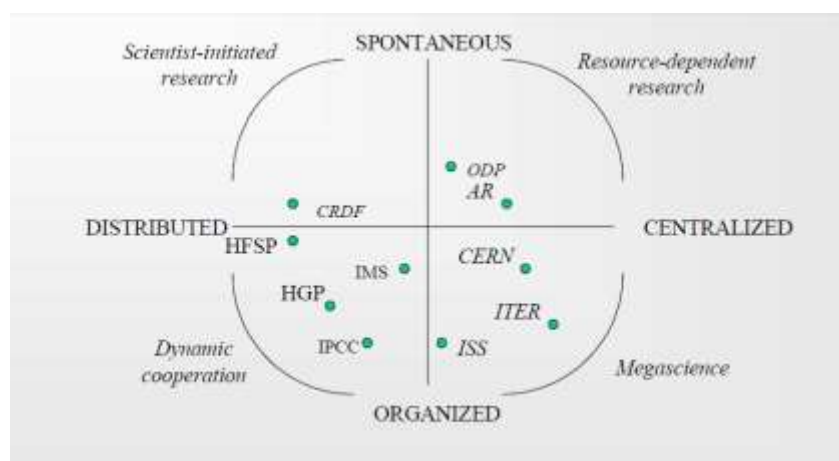 SPONTANEOUS
Scientist-initiated
research
Resource-dependent
research
ODP
AR
CRDF
DISTRIBUTED
CENTRALIZED
HFSP
CERN
IMS
HGP
ITER
IPCC
ISS
Dynamic
cooperation
Megascience
ORGANIZED